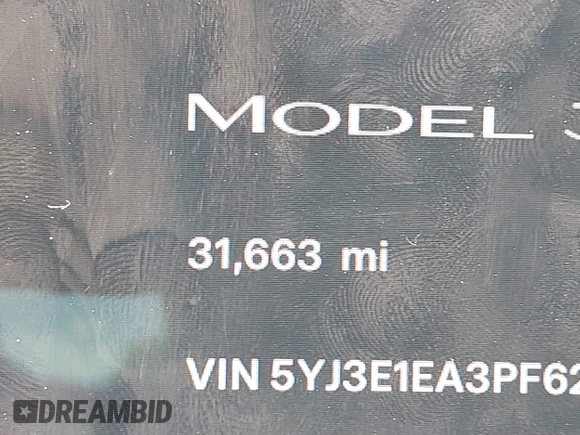 MODEL
31,663 mi
VIN 5YJ3E1EA3PF62
DREAMBID